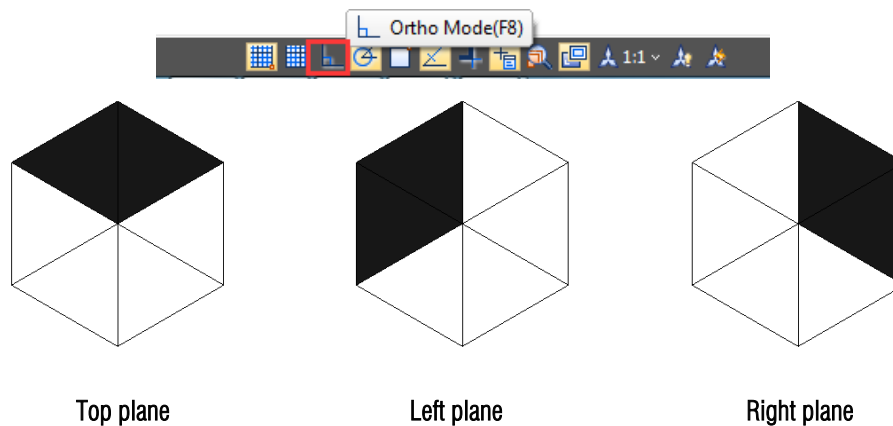 Ortho Mode(F8)
1:1
Top plane
Left plane
Right plane